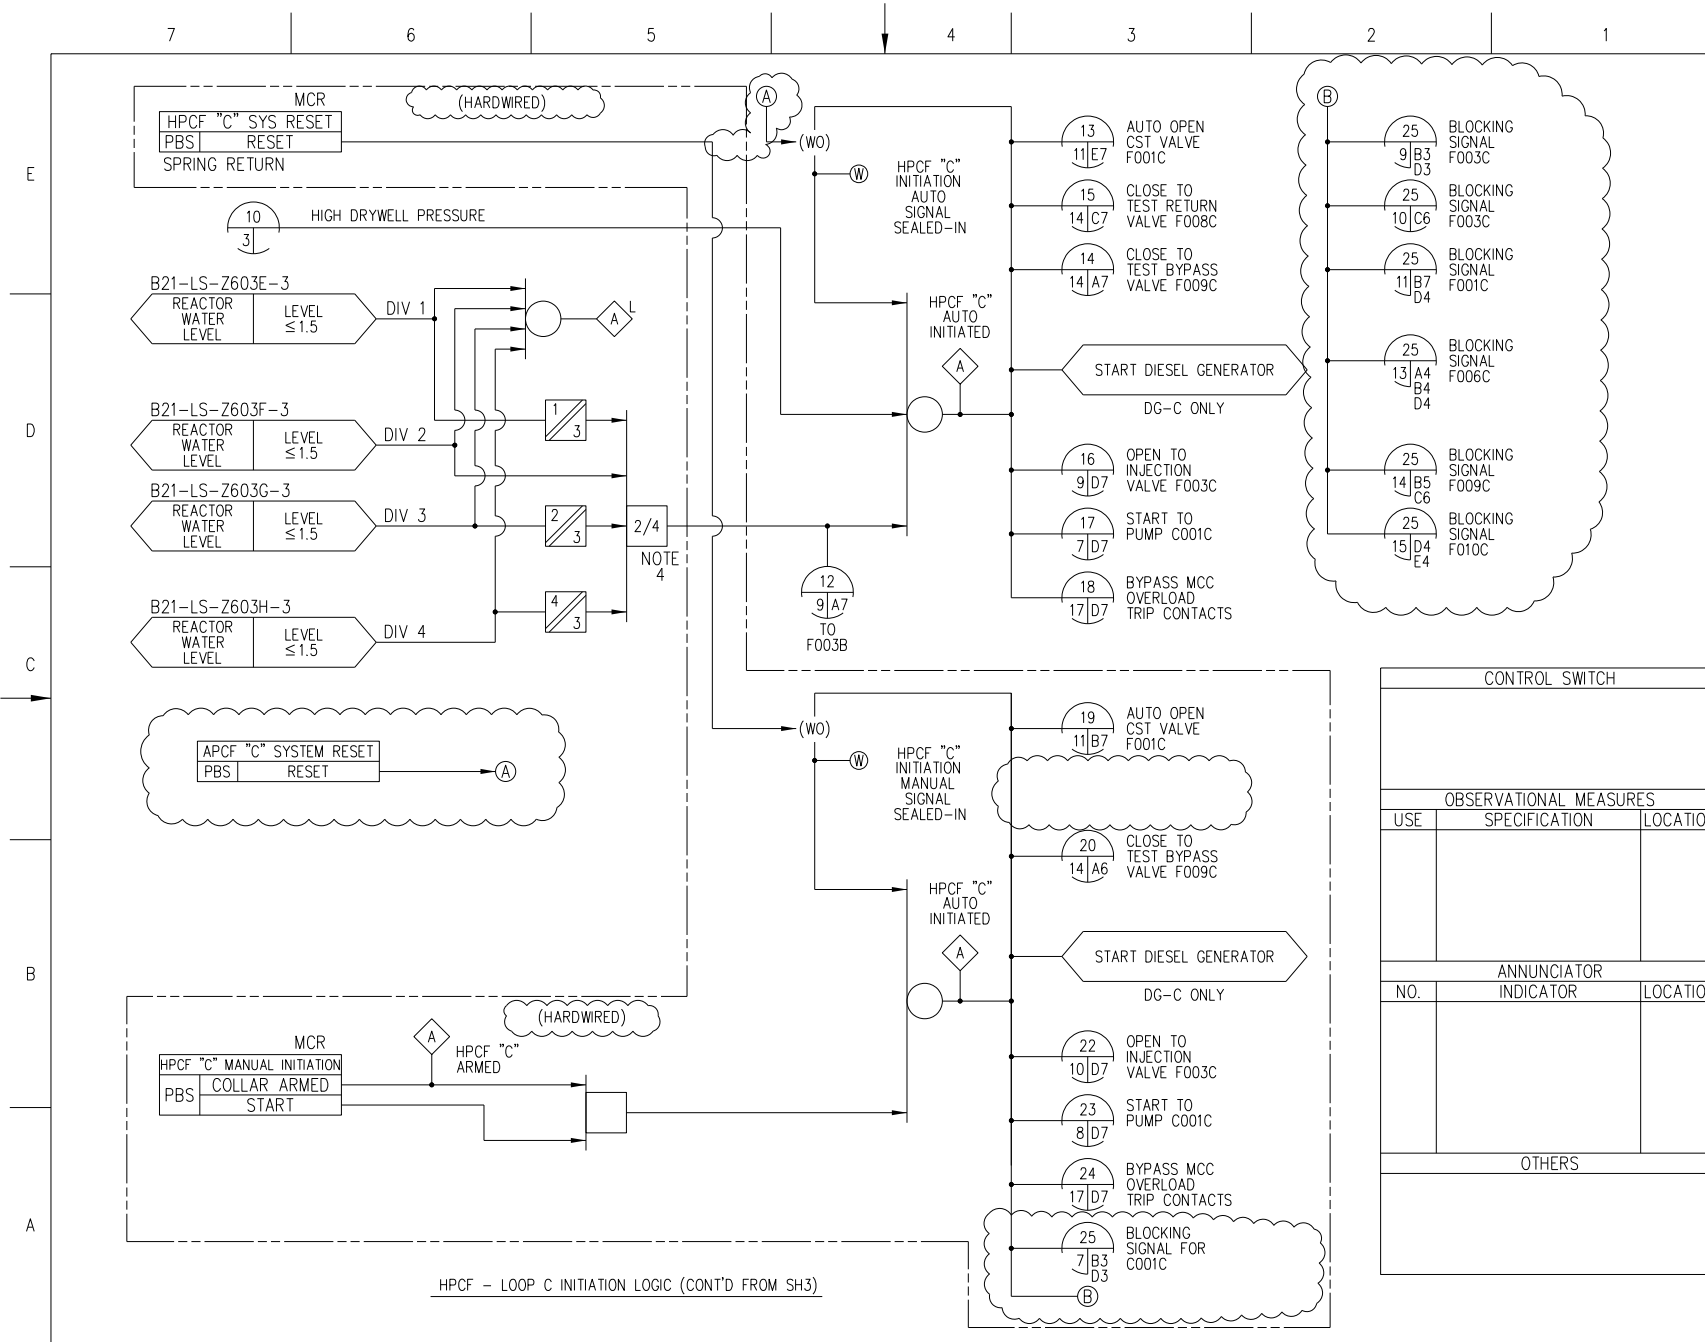 7 6 5 4 3 2 1
E
D
C
B
A
MCR
(HARDWIRED)
HPCF "C" SYS RESET
PBS RESET
SPRING RETURN
10
3
HIGH DRYWELL PRESSURE
B21-LS-Z603E-3
REACTOR
WATER
LEVEL
LEVEL
≤1.5
DIV 1
A
L
B21-LS-Z603F-3
REACTOR
WATER
LEVEL
LEVEL
≤1.5
DIV 2
1
3
B21-LS-Z603G-3
REACTOR
WATER
LEVEL
LEVEL
≤1.5
DIV 3
2
3
2/4
NOTE
4
B21-LS-Z603H-3
REACTOR
WATER
LEVEL
LEVEL
≤1.5
DIV 4
4
3
12
9 A7
TO
F003B
APCF "C" SYSTEM RESET
PBS RESET
A
A
(WO)
W
HPCF "C"
INITIATION
AUTO
SIGNAL
SEALED-IN
HPCF "C"
AUTO
INITIATED
A
13
11 E7
AUTO OPEN
CST VALVE
F001C
15
14 C7
CLOSE TO
TEST RETURN
VALVE F008C
14
14 A7
CLOSE TO
TEST BYPASS
VALVE F009C
START DIESEL GENERATOR
DG-C ONLY
16
9 D7
OPEN TO
INJECTION
VALVE F003C
17
7 D7
START TO
PUMP C001C
18
17 D7
BYPASS MCC
OVERLOAD
TRIP CONTACTS
B
25
9 B3
D3
BLOCKING
SIGNAL
F003C
25
10 C6
BLOCKING
SIGNAL
F003C
25
11 B7
D4
BLOCKING
SIGNAL
F001C
25
13 A4
B4
D4
BLOCKING
SIGNAL
F006C
25
14 B5
C6
BLOCKING
SIGNAL
F009C
25
15 D4
E4
BLOCKING
SIGNAL
F010C
(WO)
W
HPCF "C"
INITIATION
MANUAL
SIGNAL
SEALED-IN
HPCF "C"
AUTO
INITIATED
A
19
11 B7
AUTO OPEN
CST VALVE
F001C
20
14 A6
CLOSE TO
TEST BYPASS
VALVE F009C
START DIESEL GENERATOR
DG-C ONLY
22
10 D7
OPEN TO
INJECTION
VALVE F003C
23
8 D7
START TO
PUMP C001C
24
17 D7
BYPASS MCC
OVERLOAD
TRIP CONTACTS
25
7 B3
D3
BLOCKING
SIGNAL FOR
C001C
B
(HARDWIRED)
MCR
HPCF "C" MANUAL INITIATION
PBS
COLLAR ARMED
START
A
HPCF "C"
ARMED
HPCF - LOOP C INITIATION LOGIC (CONT'D FROM SH3)
CONTROL SWITCH
OBSERVATIONAL MEASURES
USE SPECIFICATION LOCATIO
ANNUNCIATOR
NO. INDICATOR LOCATIO
OTHERS